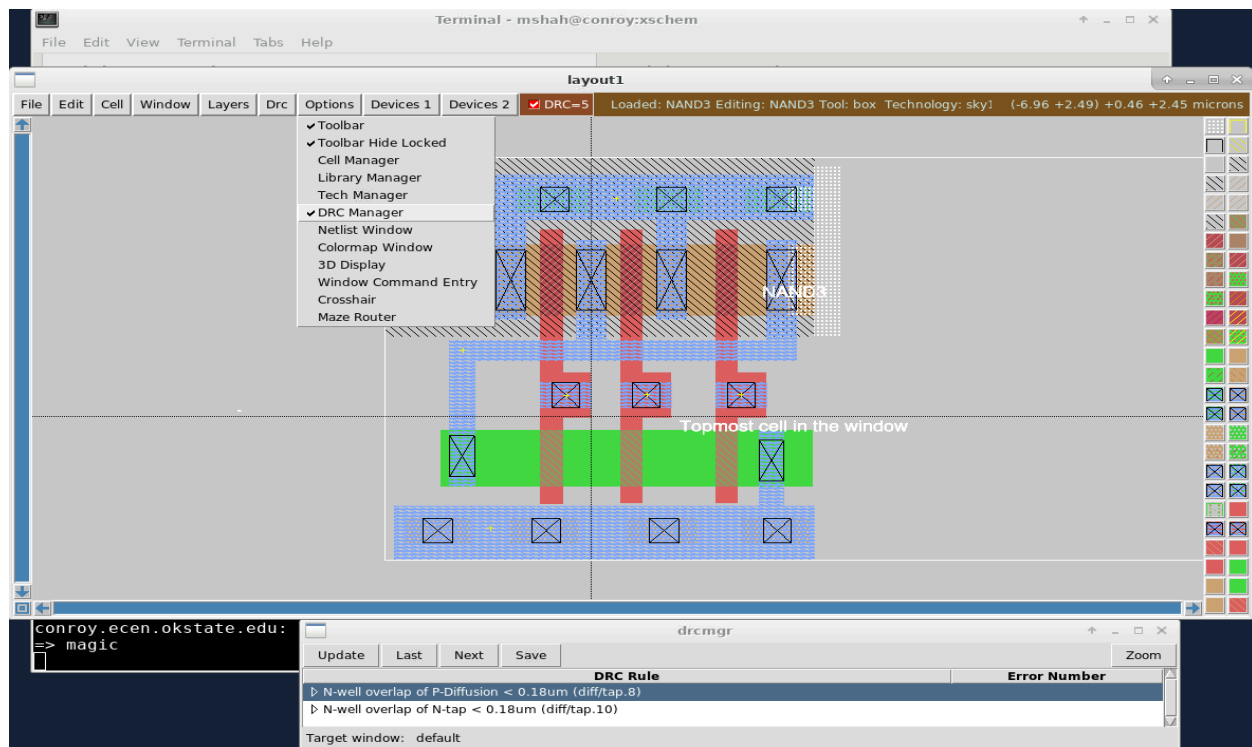 Terminal - mshah@conroy:xschem
File Edit View Terminal Tabs Help
layout1
File Edit Cell Window Layers Drc Options Devices 1 Devices 2 DRC=5 Loaded: NAND3 Editing: NAND3 Tool: box Technology: sky1 (-6.96 +2.49) +0.46 +2.45 microns
Toolbar
Toolbar Hide Locked
Cell Manager
Library Manager
Tech Manager
DRC Manager
Netlist Window
Colormap Window
3D Display
Window Command Entry
Crosshair
Maze Router
NAND3
Topmost cell in the window
conroy.ecen.okstate.edu:
=> magic
drcmgr
Update Last Next Save Zoom
DRC Rule Error Number
N-well overlap of P-Diffusion < 0.18um (diff/tap.8)
N-well overlap of N-tap < 0.18um (diff/tap.10)
Target window: default